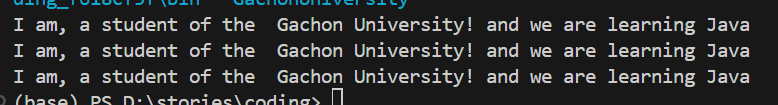 GachonUniversity
I am, a student of the  Gachon University! and we are learning Java
I am, a student of the  Gachon University! and we are learning Java
I am, a student of the  Gachon University! and we are learning Java
(base) PS D:\stories\coding>